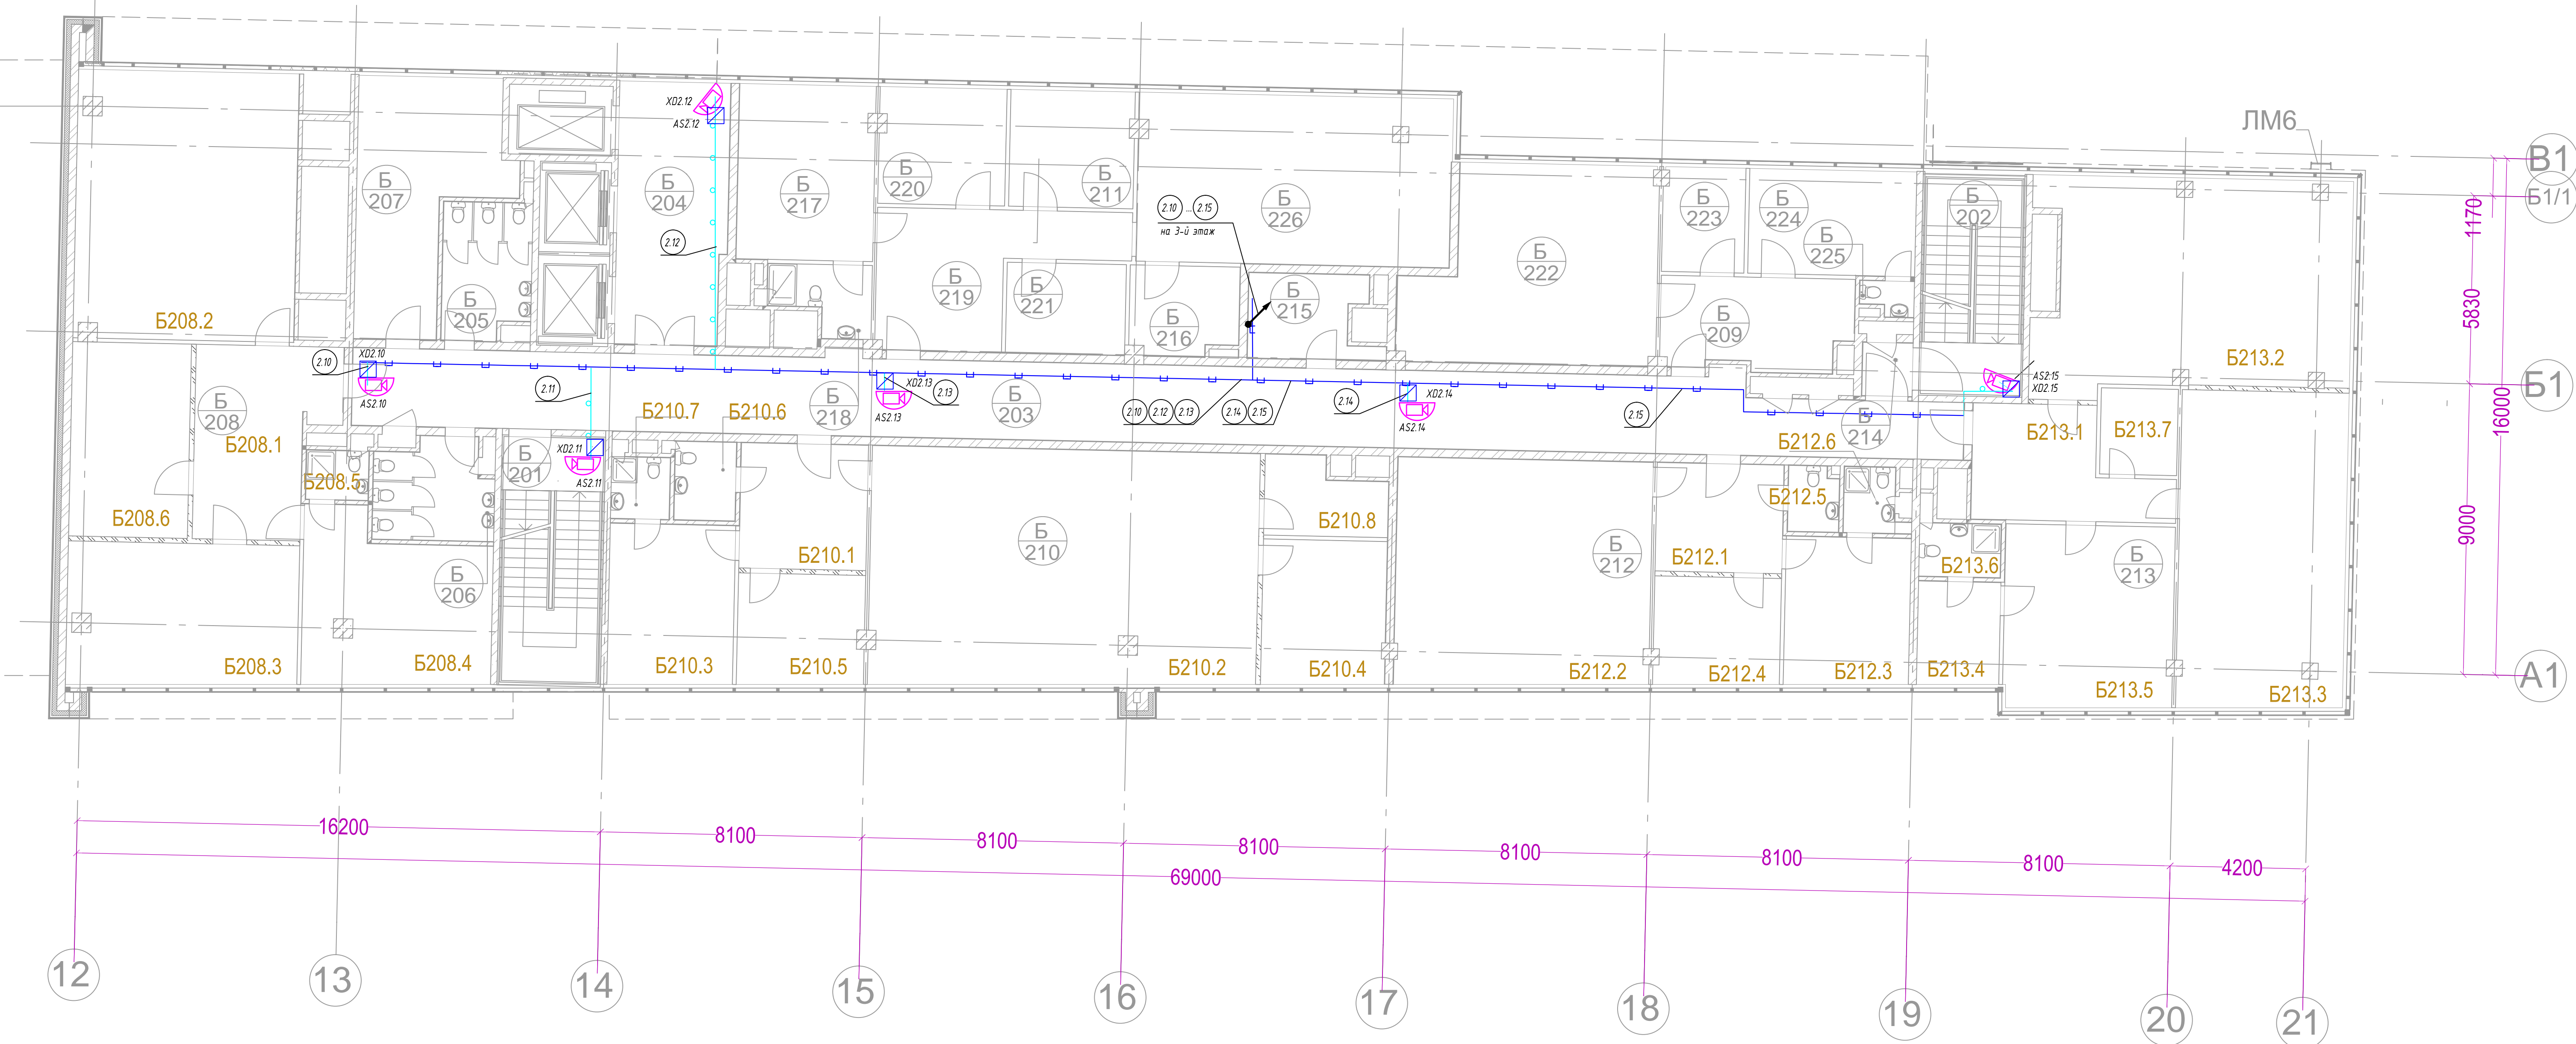 ЛМ6
В1
Б1/1
Б1
А1
1170
5830
9000
16000
XD2.12
AS2.12
2.12
Б
207
Б
204
Б
217
Б
220
Б
211
Б
226
2.10 ... 2.15
на 3-й этаж
Б
222
Б
223
Б
224
Б
225
Б
202
Б
205
Б
219
Б
221
Б
216
Б
215
Б
209
Б208.2
Б213.2
2.10
XD2.10
AS2.10
2.11
XD2.13
2.13
AS2.13
Б
218
Б
203
2.10 2.12 2.13
2.14 2.15
2.14
XD2.14
AS2.14
2.15
AS2.15
XD2.15
Б
208
Б208.1
Б210.7
Б210.6
Б212.6
Б
214
Б213.1
Б213.7
XD2.11
AS2.11
Б
201
Б208.5
Б208.6
Б212.5
Б210.8
Б210.1
Б
210
Б
212
Б212.1
Б213.6
Б
213
Б
206
Б208.3
Б208.4
Б210.3
Б210.5
Б210.2
Б210.4
Б212.2
Б212.4
Б212.3
Б213.4
Б213.5
Б213.3
16200
8100
8100
8100
8100
8100
8100
4200
69000
12
13
14
15
16
17
18
19
20
21